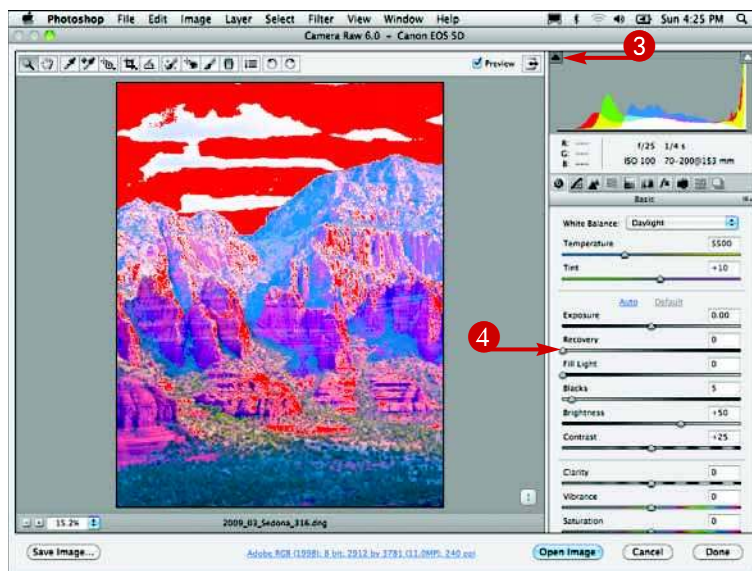 Photoshop File Edit Image Layer Select Filter View Window Help Sun 4:25 PM
Camera Raw 6.0 – Canon EOS 5D
Preview
3
R: ---
G: ---
B: ---
f/25 1/4 s
ISO 100 70-200@153 mm
Basic
White Balance: Daylight
Temperature 5500
Tint +10
Auto Default
Exposure 0.00
4
Recovery 0
Fill Light 0
Blacks 5
Brightness +50
Contrast +25
Clarity 0
Vibrance 0
Saturation 0
15.2% 2009_03_Sedona_316.dng
Save Image... Adobe RGB (1998); 8 bit; 2912 by 3781 (11.0MP); 240 ppi Open Image Cancel Done